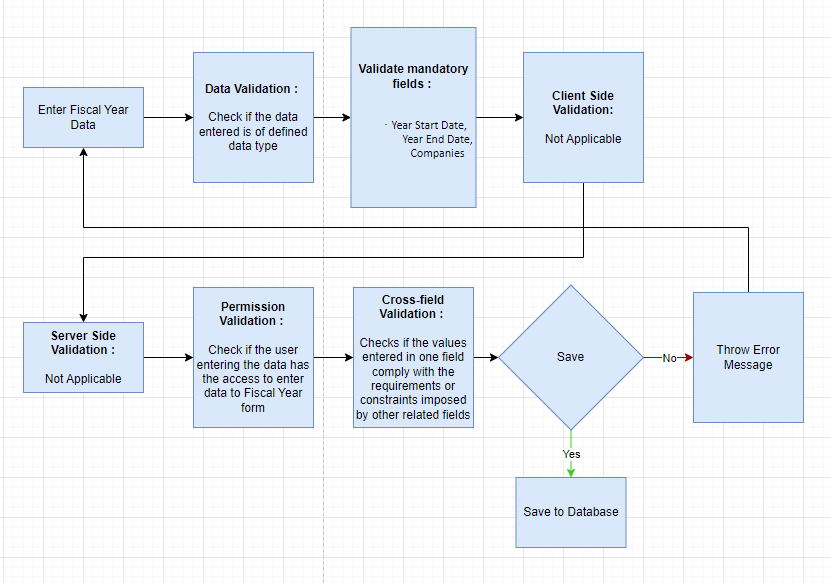 Enter Fiscal Year
Data
Data Validation :
Check if the data
entered is of defined
data type
Validate mandatory
fields :
· Year Start Date,
Year End Date,
Companies
Client Side
Validation:
Not Applicable
Server Side
Validation :
Not Applicable
Permission
Validation :
Check if the user
entering the data has
the access to enter
data to Fiscal Year
form
Cross-field
Validation :
Checks if the values
entered in one field
comply with the
requirements or
constraints imposed
by other related fields
Save
No
Throw Error
Message
Yes
Save to Database